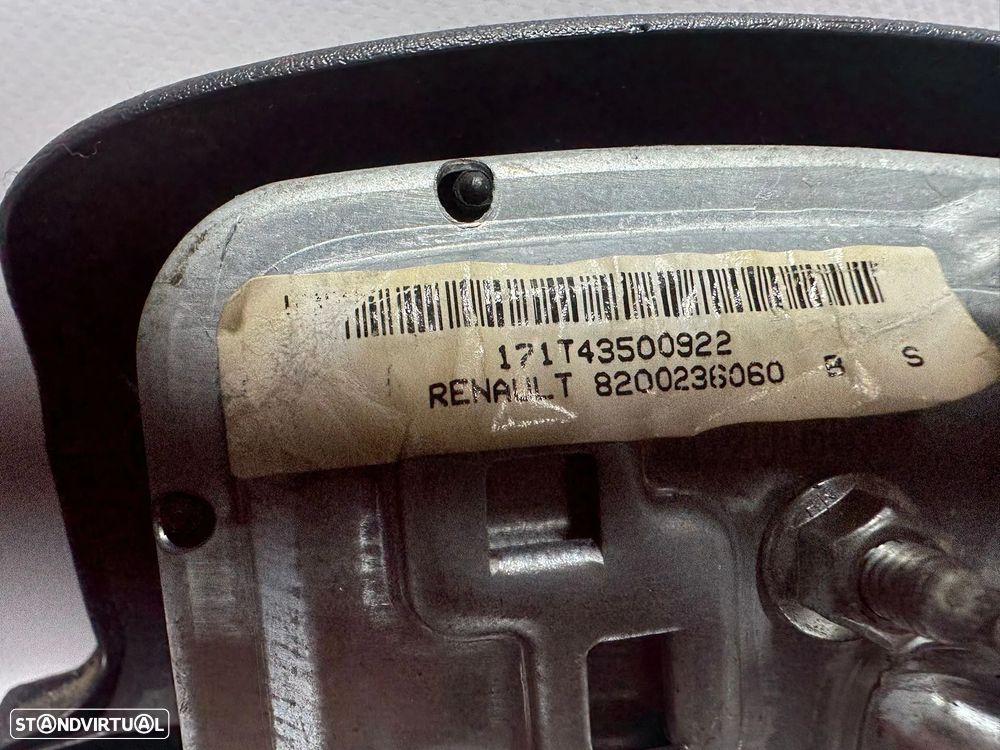 171T43500922
RENAULT 8200236060 B S
STANDVIRTUAL